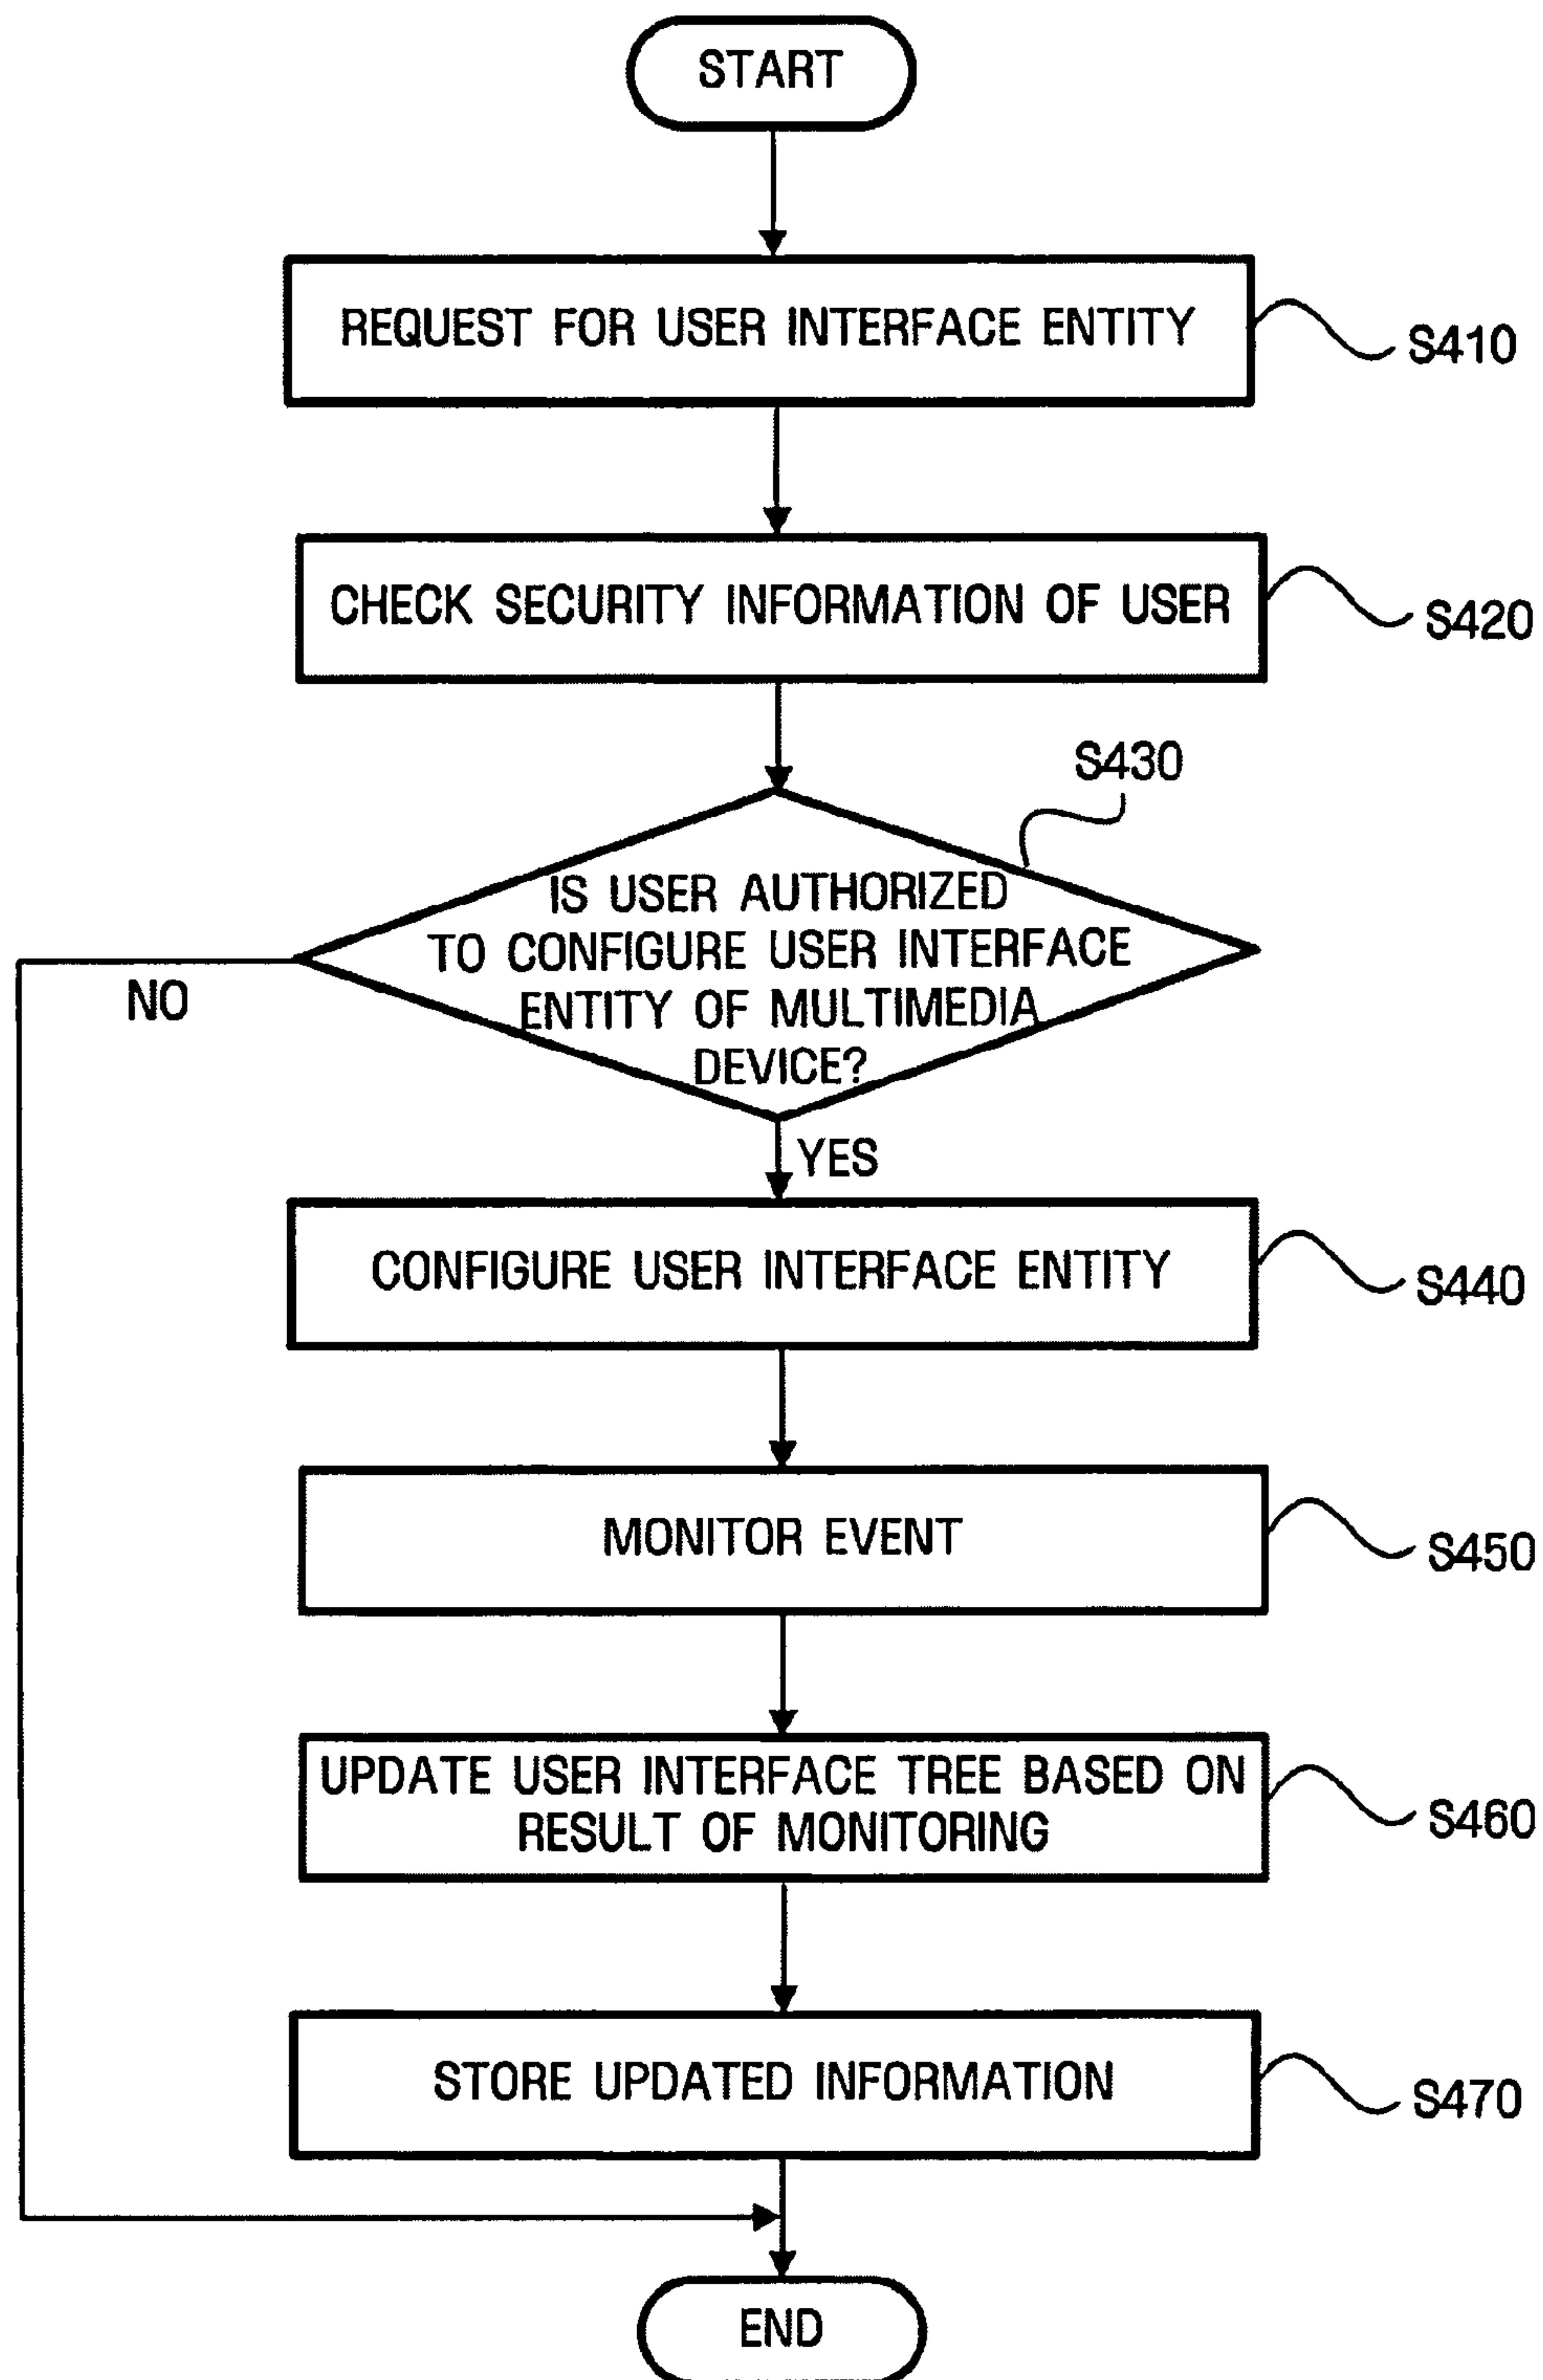 START
REQUEST FOR USER INTERFACE ENTITY
S410
CHECK SECURITY INFORMATION OF USER
S420
S430
IS USER AUTHORIZED
TO CONFIGURE USER INTERFACE
ENTITY OF MULTIMEDIA
DEVICE?
NO
YES
CONFIGURE USER INTERFACE ENTITY
S440
MONITOR EVENT
S450
UPDATE USER INTERFACE TREE BASED ON
RESULT OF MONITORING
S460
STORE UPDATED INFORMATION
S470
END